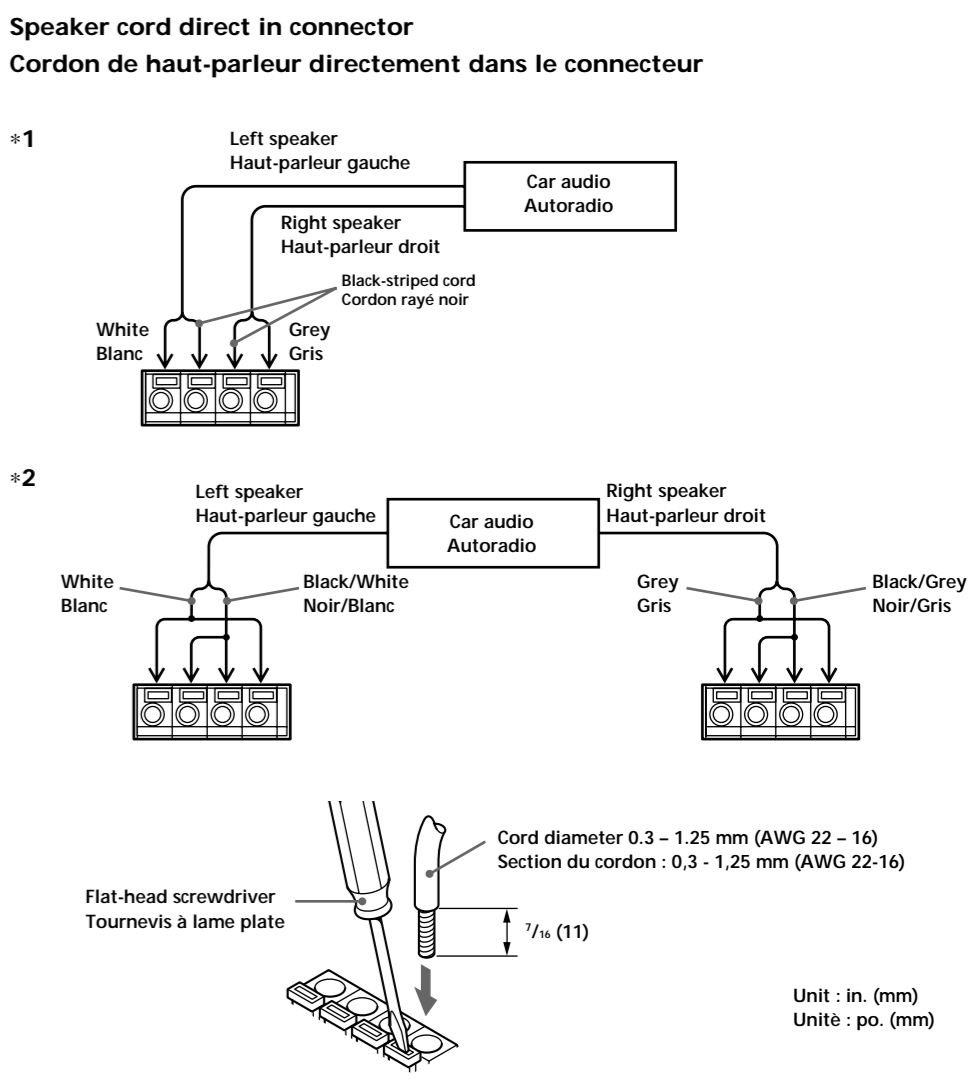 Speaker cord direct in connector
Cordon de haut-parleur directement dans le connecteur
*1
Left speaker
Haut-parleur gauche
Car audio
Autoradio
Right speaker
Haut-parleur droit
Black-striped cord
Cordon rayé noir
White
Blanc
Grey
Gris
*2
Left speaker
Haut-parleur gauche
Car audio
Autoradio
Right speaker
Haut-parleur droit
White
Blanc
Black/White
Noir/Blanc
Grey
Gris
Black/Grey
Noir/Gris
Cord diameter 0.3 – 1.25 mm (AWG 22 – 16)
Section du cordon : 0,3 - 1,25 mm (AWG 22-16)
Flat-head screwdriver
Tournevis à lame plate
7/16 (11)
Unit : in. (mm)
Unitè : po. (mm)